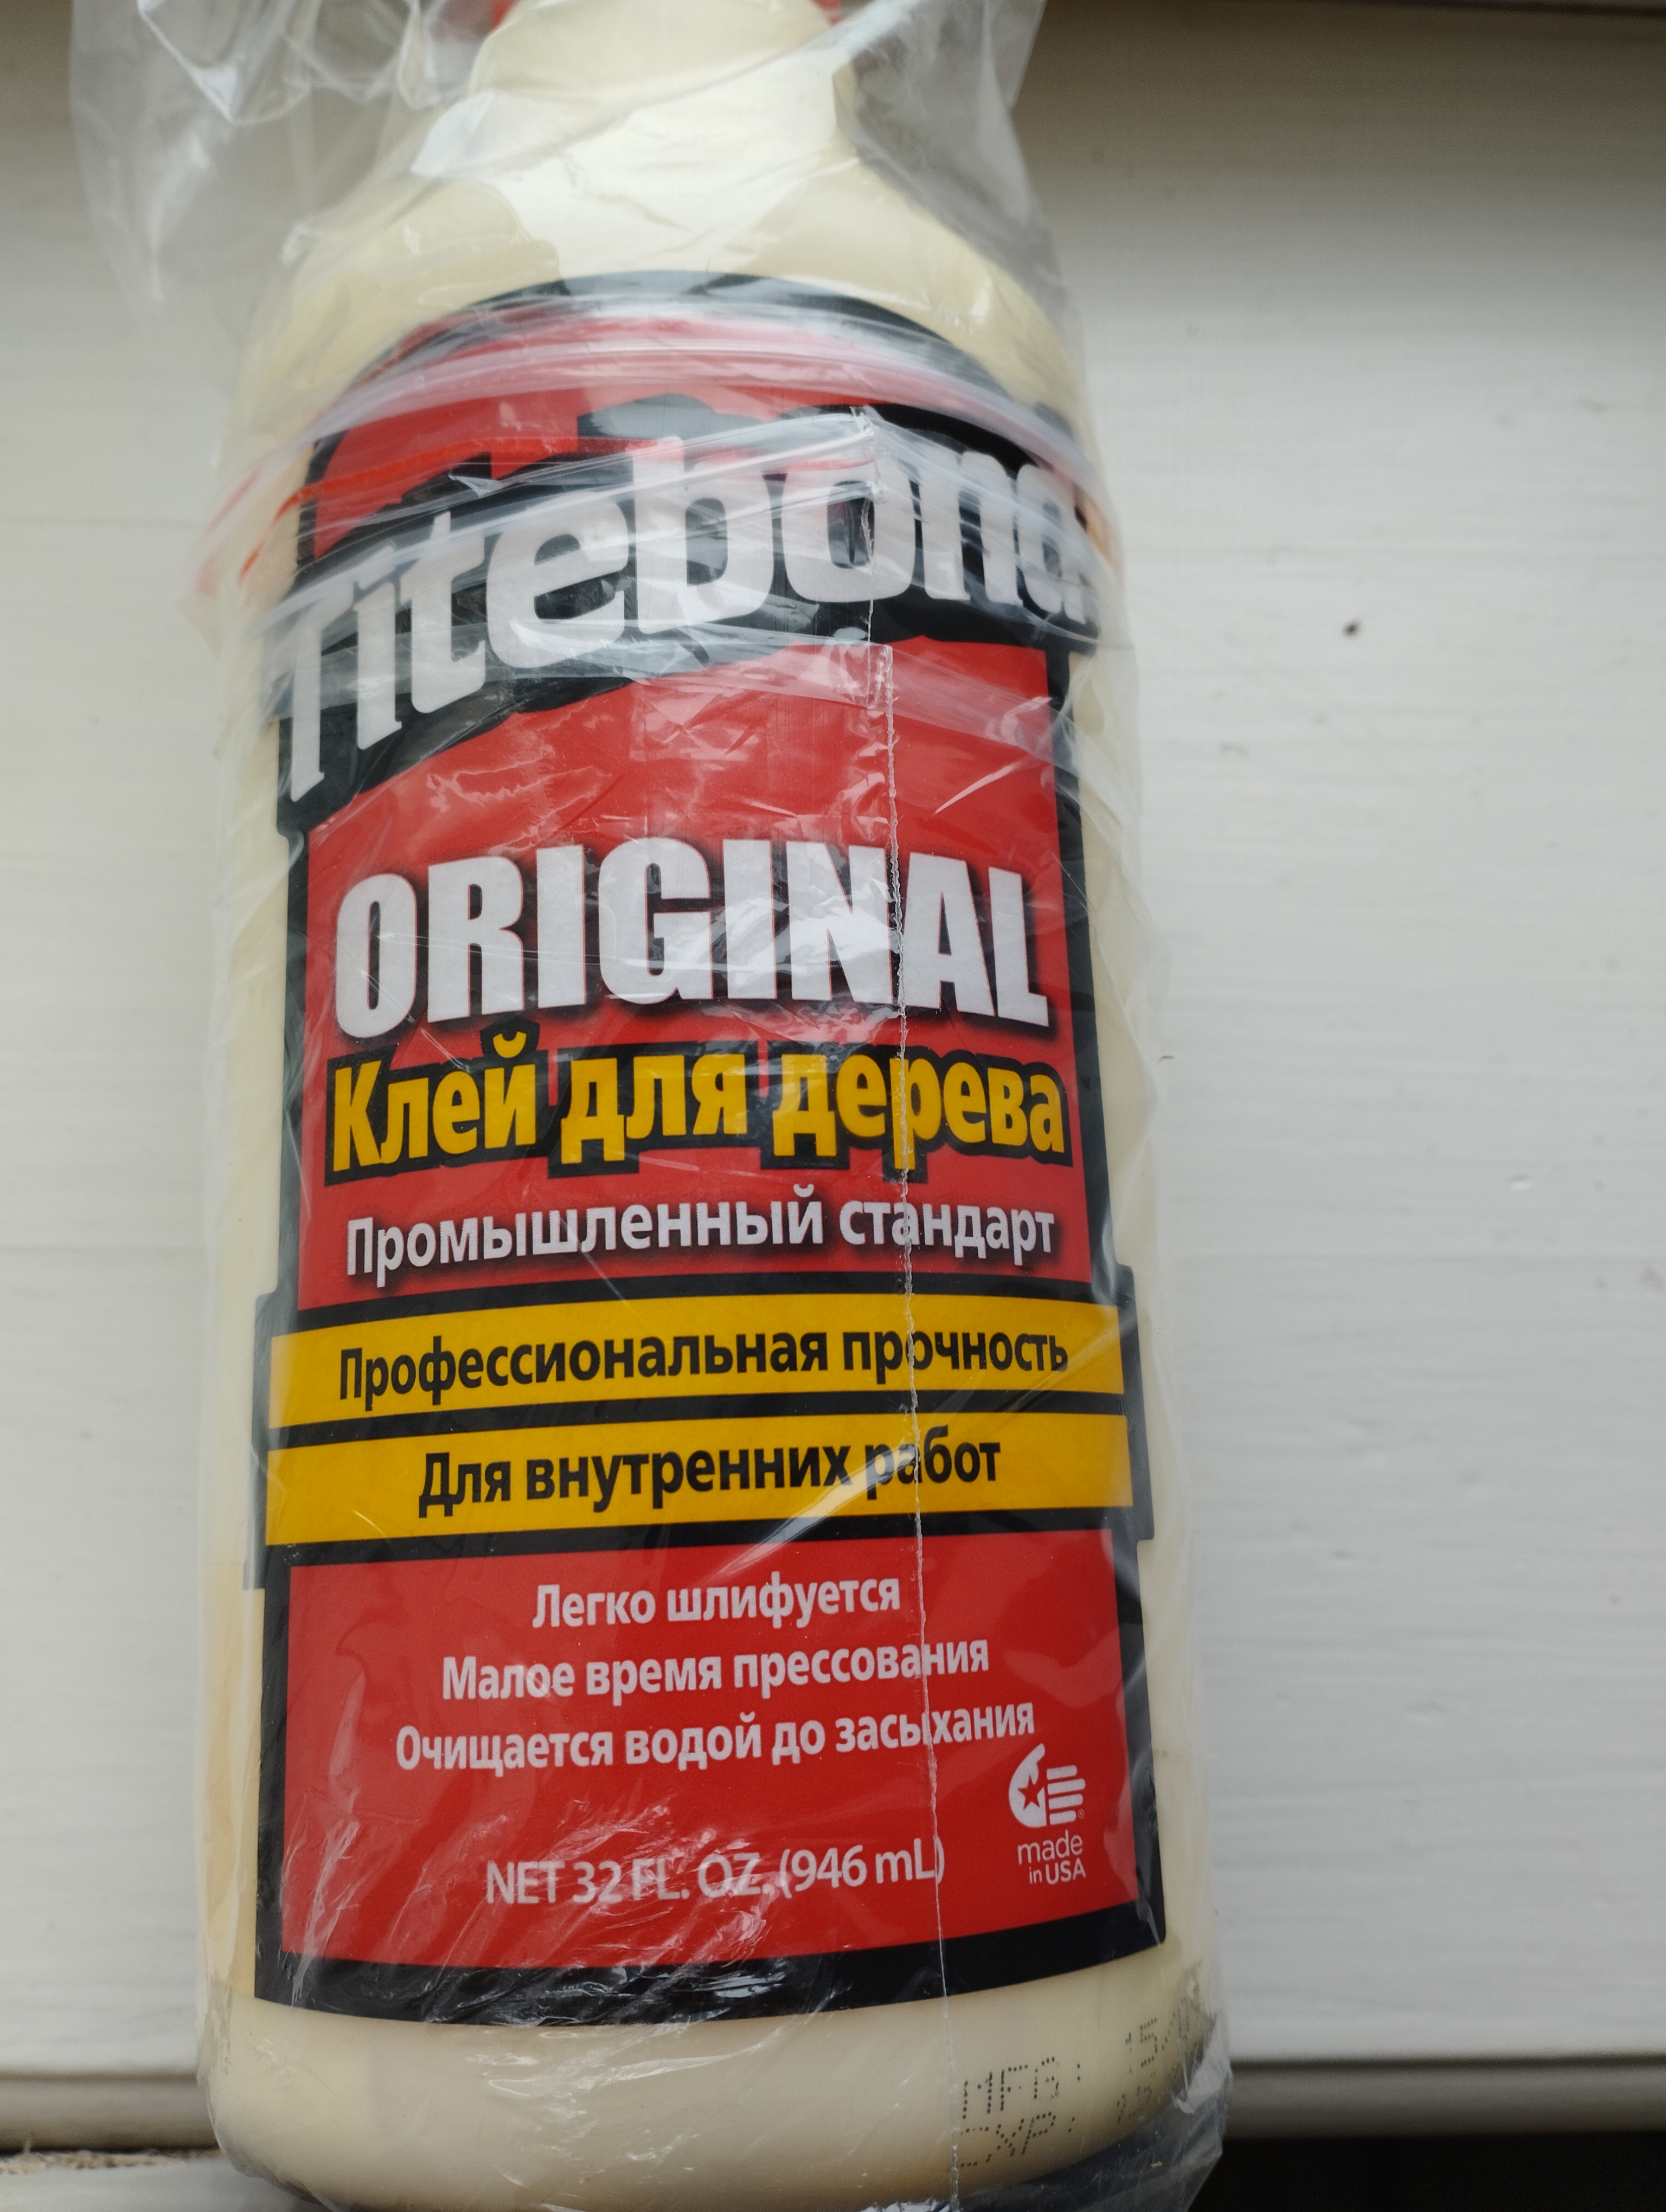 Titebond
ORIGINAL
Клей для дерева
Промышленный стандарт
Профессиональная прочность
Для внутренних работ
Легко шлифуется
Малое время прессования
Очищается водой до засыхания
made
in USA
NET 32 FL. OZ. (946 mL)
MFG:
EXP: